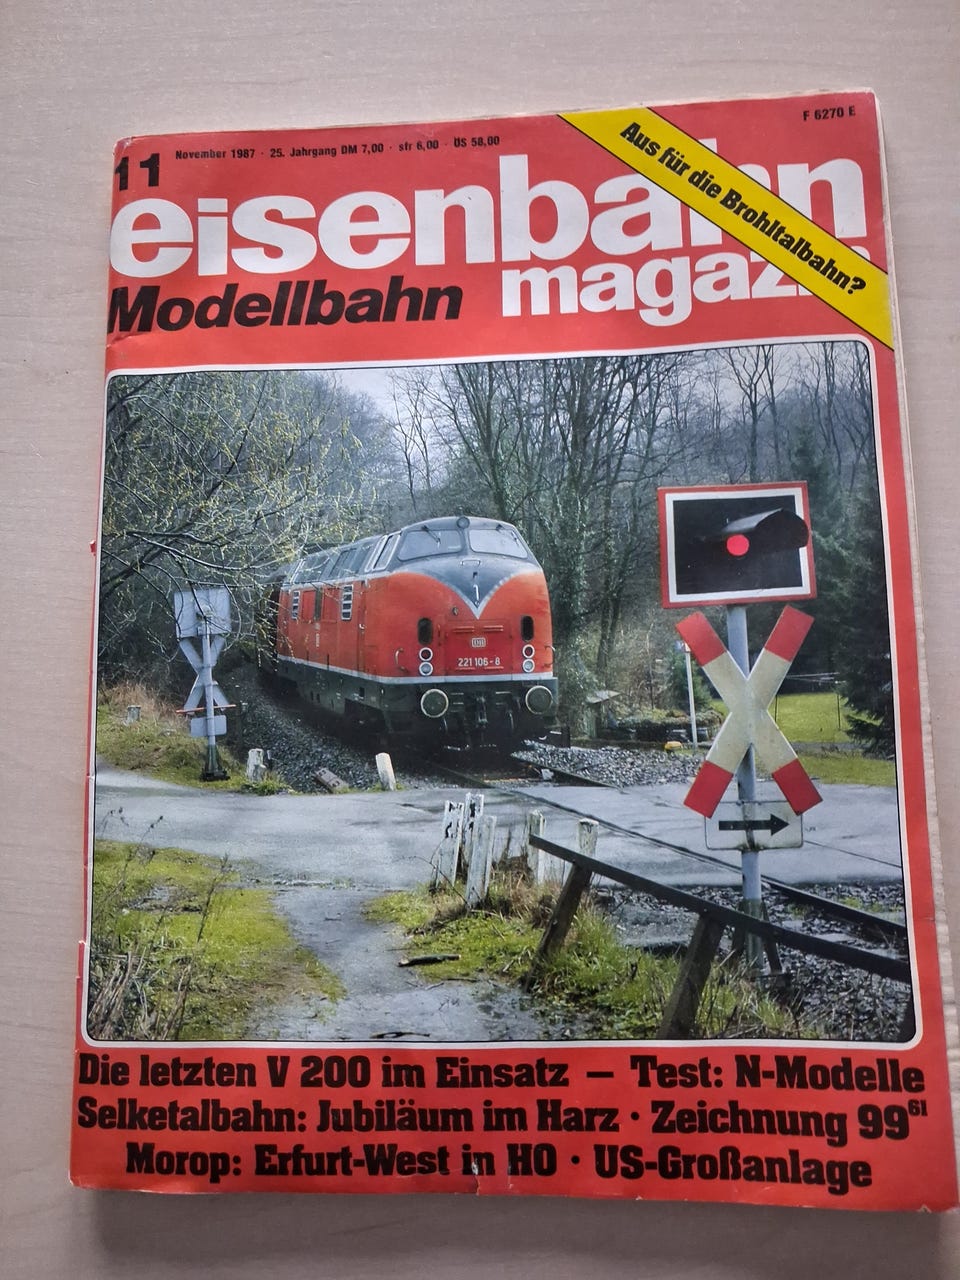 F 6270 E
11 November 1987 · 25. Jahrgang DM 7,00 · sfr 6,00 · ÖS 58,00
Aus für die Brohltalbahn?
eisenbahn
Modellbahn magazin
DB
221 106-8
Die letzten V 200 im Einsatz – Test: N-Modelle
Selketalbahn: Jubiläum im Harz · Zeichnung 99⁶¹
Morop: Erfurt-West in HO · US-Großanlage